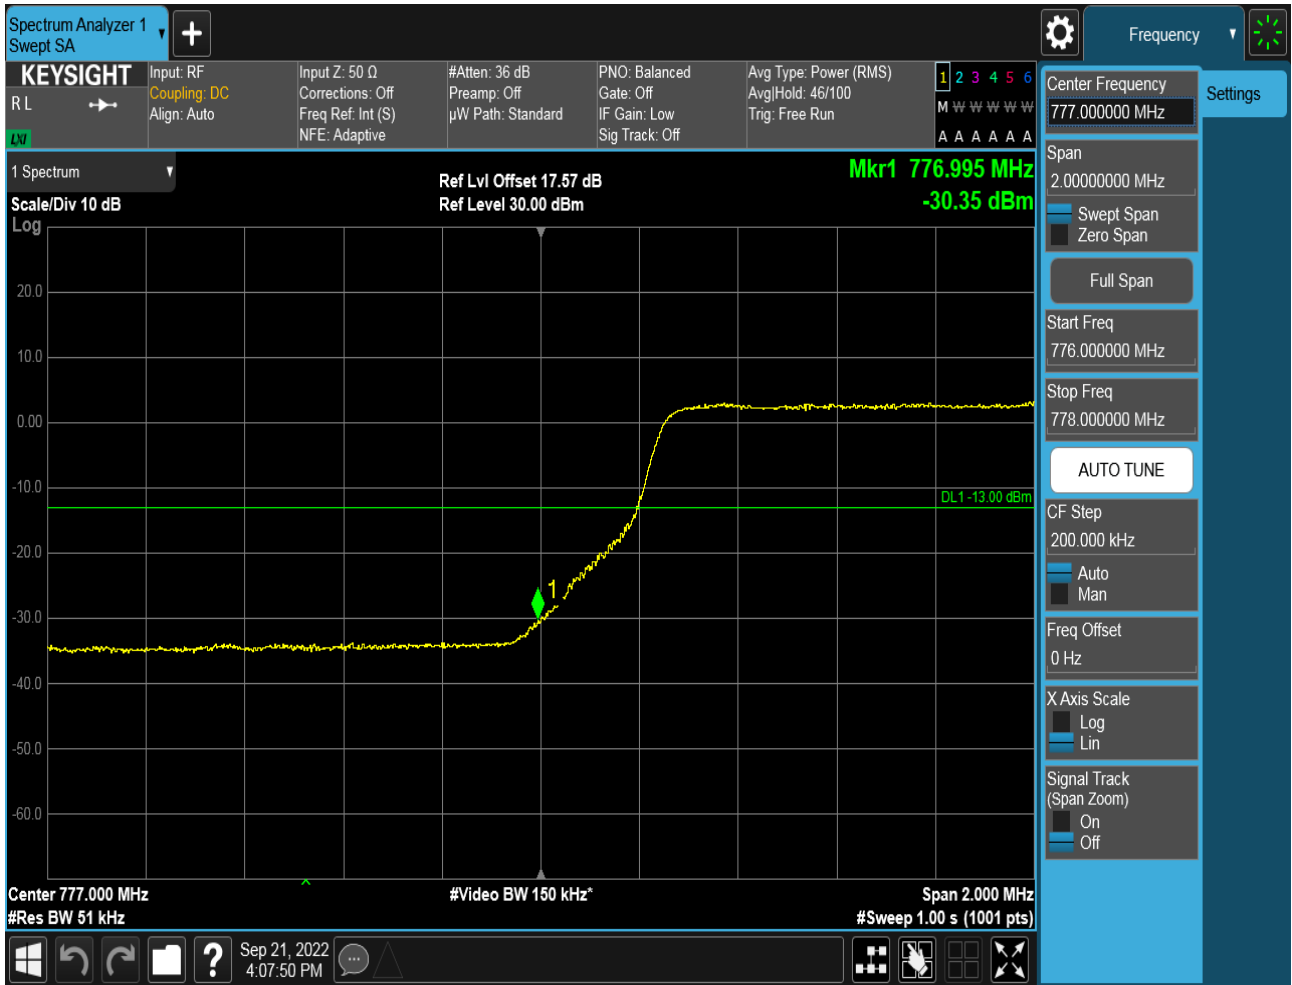 Spectrum Analyzer 1
Swept SA
+
Frequency
KEYSIGHT
R L
LXI
Input: RF
Coupling: DC
Align: Auto
Input Z: 50 Ω
Corrections: Off
Freq Ref: Int (S)
NFE: Adaptive
#Atten: 36 dB
Preamp: Off
µW Path: Standard
PNO: Balanced
Gate: Off
IF Gain: Low
Sig Track: Off
Avg Type: Power (RMS)
Avg|Hold: 46/100
Trig: Free Run
1 2 3 4 5 6
M W W W W W
A A A A A A
1 Spectrum
Scale/Div 10 dB
Log
Ref Lvl Offset 17.57 dB
Ref Level 30.00 dBm
Mkr1 776.995 MHz
-30.35 dBm
20.0
10.0
0.00
-10.0
-20.0
-30.0
-40.0
-50.0
-60.0
DL1 -13.00 dBm
1
Center 777.000 MHz
#Res BW 51 kHz
#Video BW 150 kHz*
Span 2.000 MHz
#Sweep 1.00 s (1001 pts)
Center Frequency
777.000000 MHz
Settings
Span
2.00000000 MHz
Swept Span
Zero Span
Full Span
Start Freq
776.000000 MHz
Stop Freq
778.000000 MHz
AUTO TUNE
CF Step
200.000 kHz
Auto
Man
Freq Offset
0 Hz
X Axis Scale
Log
Lin
Signal Track
(Span Zoom)
On
Off
?
Sep 21, 2022
4:07:50 PM